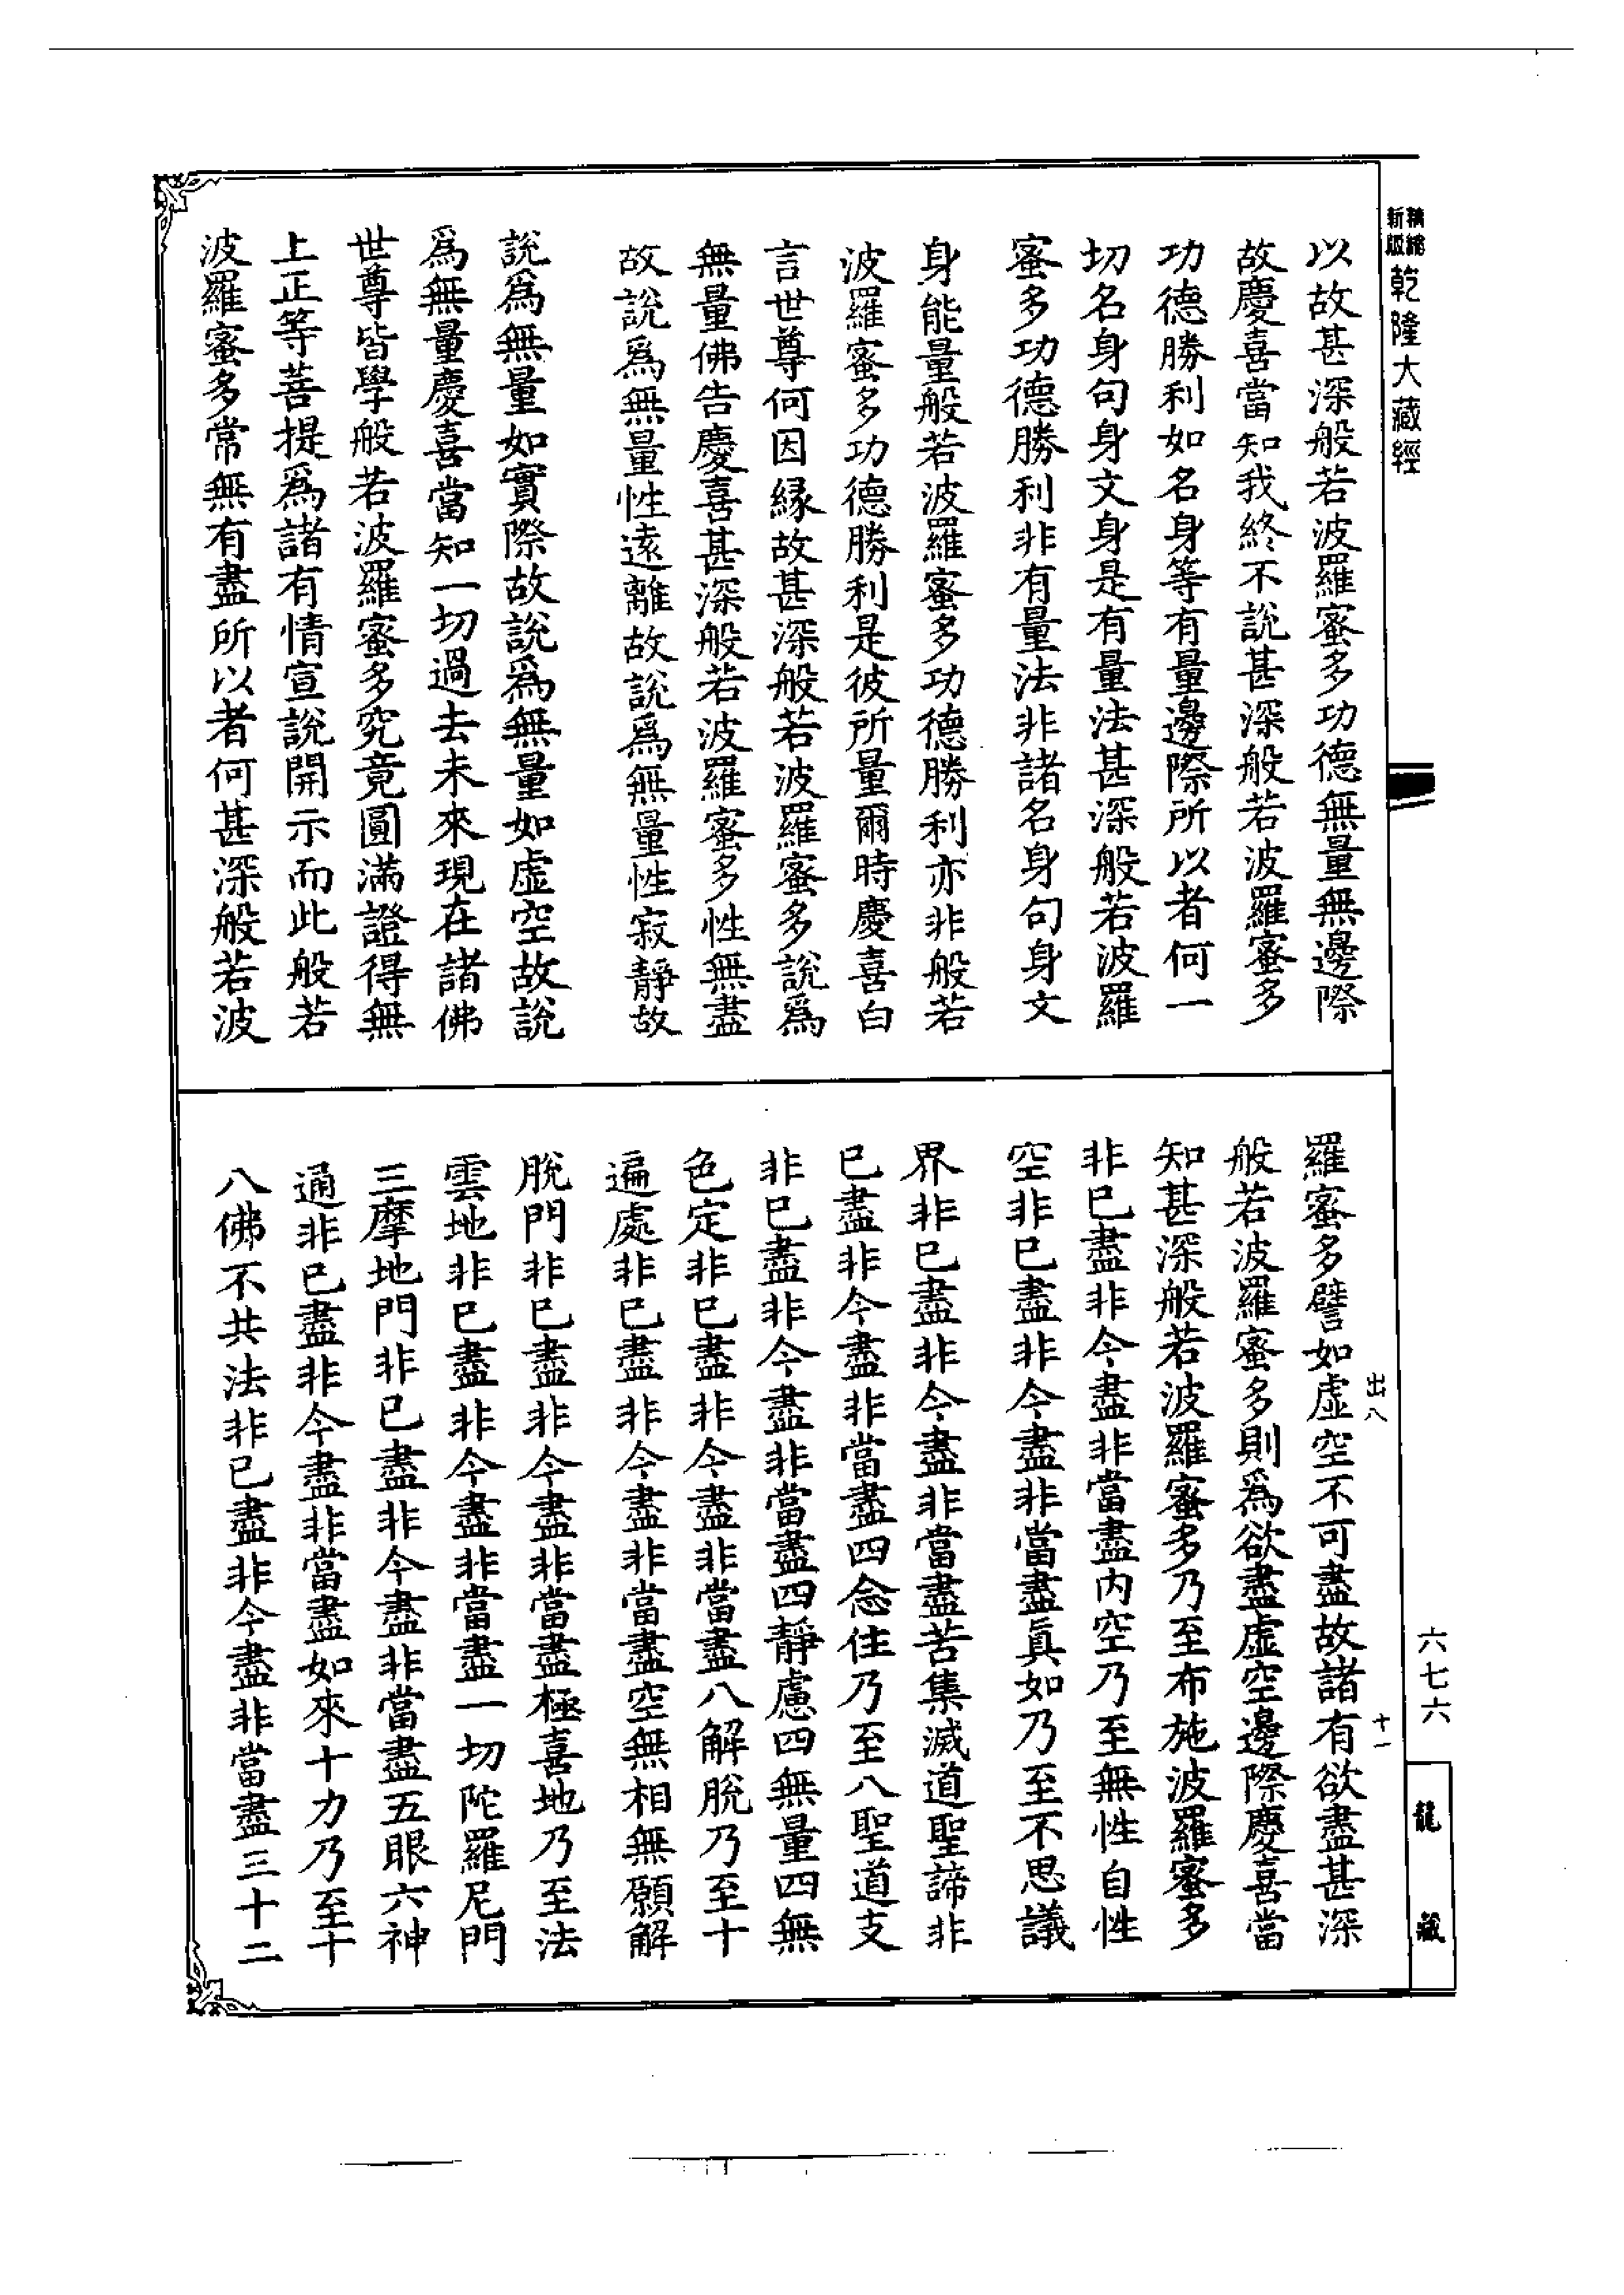 精縮新版乾隆大藏經
以故甚深般若波羅蜜多功德無量無邊際
故慶喜當知我終不說甚深般若波羅蜜多
功德勝利如名身等有量邊際所以者何一
切名身句身文身是有量法甚深般若波羅
蜜多功德勝利非有量法非諸名身句身文
身能量般若波羅蜜多功德勝利亦非般若
波羅蜜多功德勝利是彼所量爾時慶喜白
言世尊何因緣故甚深般若波羅蜜多說爲
無量佛告慶喜甚深般若波羅蜜多性無盡
故說爲無量性遠離故說爲無量性寂靜故
說爲無量如實際故說爲無量如虛空故說
爲無量慶喜當知一切過去未來現在諸佛
世尊皆學般若波羅蜜多究竟圓滿證得無
上正等菩提爲諸有情宣說開示而此般若
波羅蜜多常無有盡所以者何甚深般若波
羅蜜多譬如虛空不可盡故諸有欲盡甚深
般若波羅蜜多則爲欲盡虛空邊際慶喜當
知甚深般若波羅蜜多乃至布施波羅蜜多
非已盡非今盡非當盡內空乃至無性自性
空非已盡非今盡非當盡眞如乃至不思議
界非已盡非今盡非當盡苦集滅道聖諦非
已盡非今盡非當盡四念住乃至八聖道支
非已盡非今盡非當盡四靜慮四無量四無
色定非已盡非今盡非當盡八解脫乃至十
遍處非已盡非今盡非當盡空無相無願解
脫門非已盡非今盡非當盡極喜地乃至法
雲地非已盡非今盡非當盡一切陀羅尼門
三摩地門非已盡非今盡非當盡五眼六神
通非已盡非今盡非當盡如來十力乃至十
八佛不共法非已盡非今盡非當盡三十二
出八
十一
六七六
龍藏